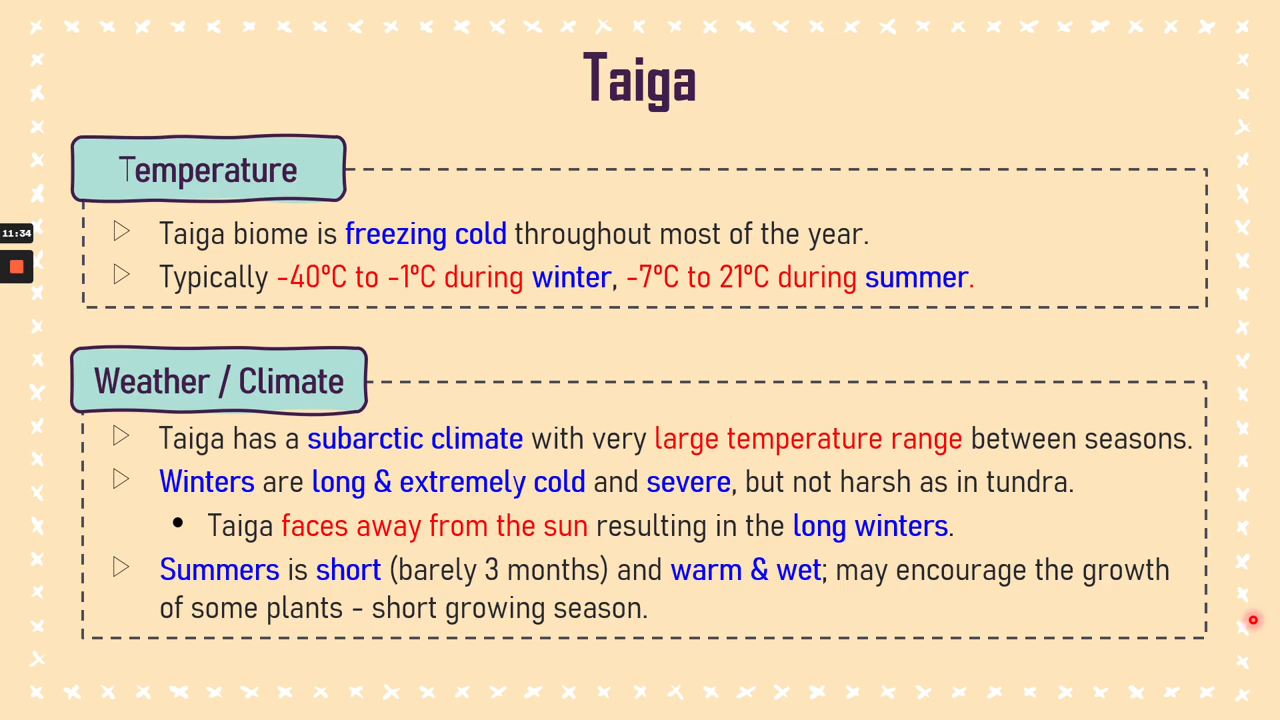 Taiga
Temperature
Taiga biome is freezing cold throughout most of the year.
Typically -40ºC to -1ºC during winter, -7ºC to 21ºC during summer.
11:34
Weather / Climate
Taiga has a subarctic climate with very large temperature range between seasons.
Winters are long & extremely cold and severe, but not harsh as in tundra.
Taiga faces away from the sun resulting in the long winters.
Summers is short (barely 3 months) and warm & wet; may encourage the growth
of some plants - short growing season.